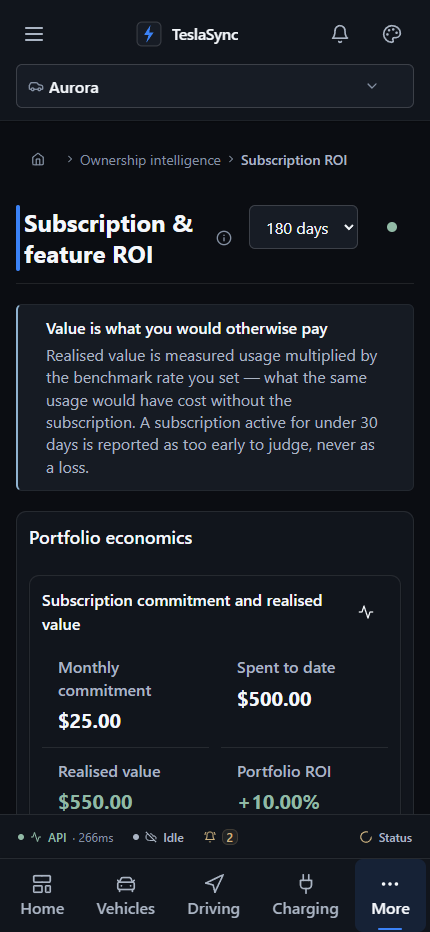 TeslaSync
Aurora
Ownership intelligence
Subscription ROI
Subscription &
feature ROI
180 days
Value is what you would otherwise pay
Realised value is measured usage multiplied by
the benchmark rate you set — what the same
usage would have cost without the
subscription. A subscription active for under 30
days is reported as too early to judge, never as
a loss.
Portfolio economics
Subscription commitment and realised
value
Monthly
commitment
$25.00
Spent to date
$500.00
Realised value
$550.00
Portfolio ROI
+10.00%
API · 266ms
Idle
2
Status
Home
Vehicles
Driving
Charging
More